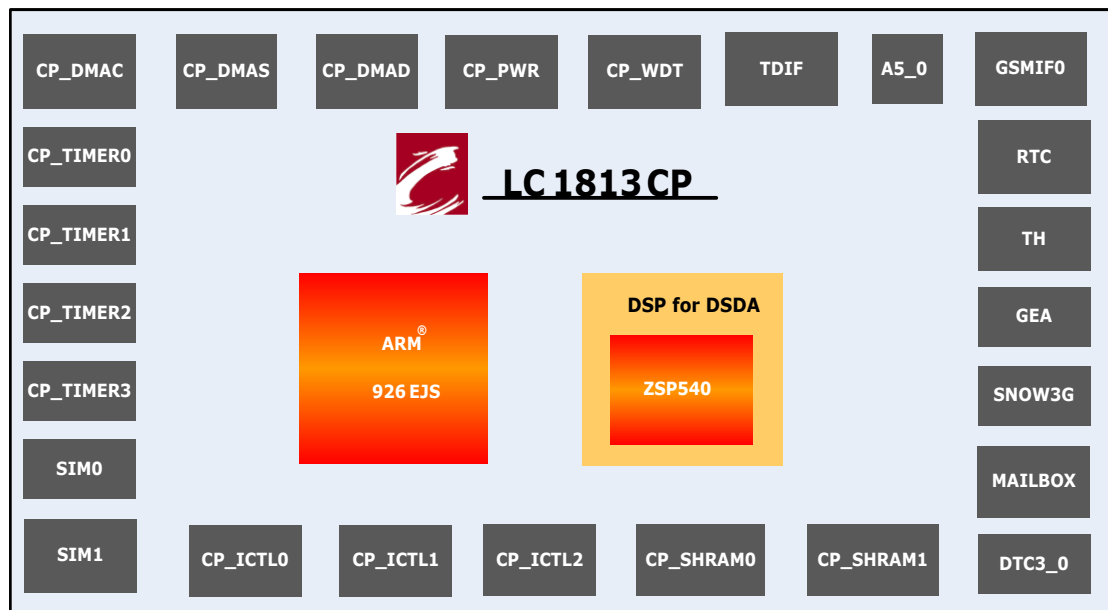 CP_DMAC
CP_DMAS
CP_DMAD
CP_PWR
CP_WDT
TDIF
A5_0
GSMIF0
CP_TIMER0
RTC
LC 1813 CP
CP_TIMER1
TH
CP_TIMER2
DSP for DSDA
GEA
ARM®
926 EJS
ZSP540
CP_TIMER3
SNOW3G
SIM0
MAILBOX
SIM1
CP_ICTL0
CP_ICTL1
CP_ICTL2
CP_SHRAM0
CP_SHRAM1
DTC3_0